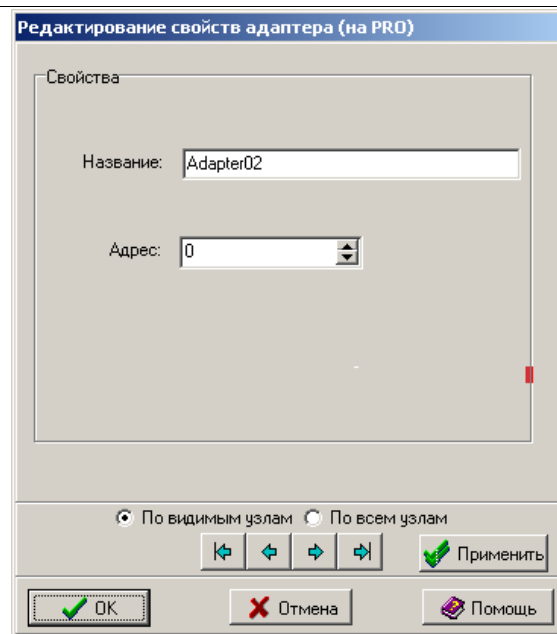 Редактирование свойств адаптера (на PRO)
Свойства
Название: Adapter02
Адрес: 0
По видимым узлам По всем узлам
Применить
OK Отмена Помощь